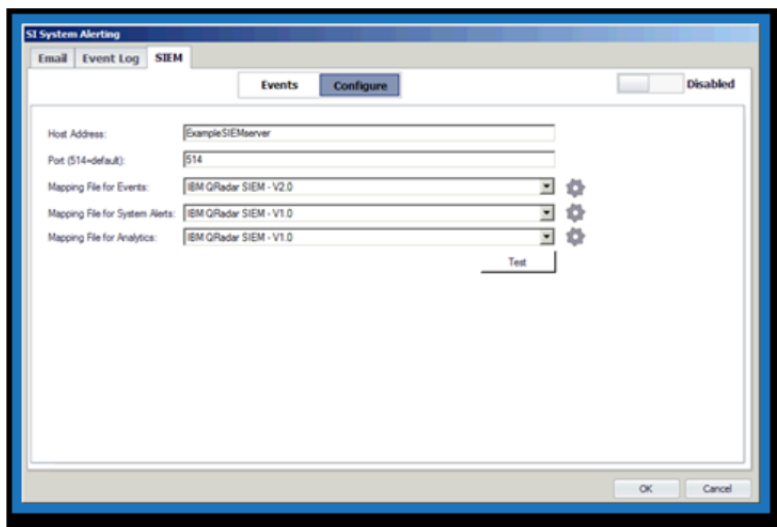 SI System Alerting
Email Event Log SIEM
Events Configure Disabled
Host Address: ExampleSIEMserver
Port (514=default): 514
Mapping File for Events: IBM QRadar SIEM - V2.0
Mapping File for System Alerts: IBM QRadar SIEM - V1.0
Mapping File for Analytics: IBM QRadar SIEM - V1.0
Test
OK Cancel